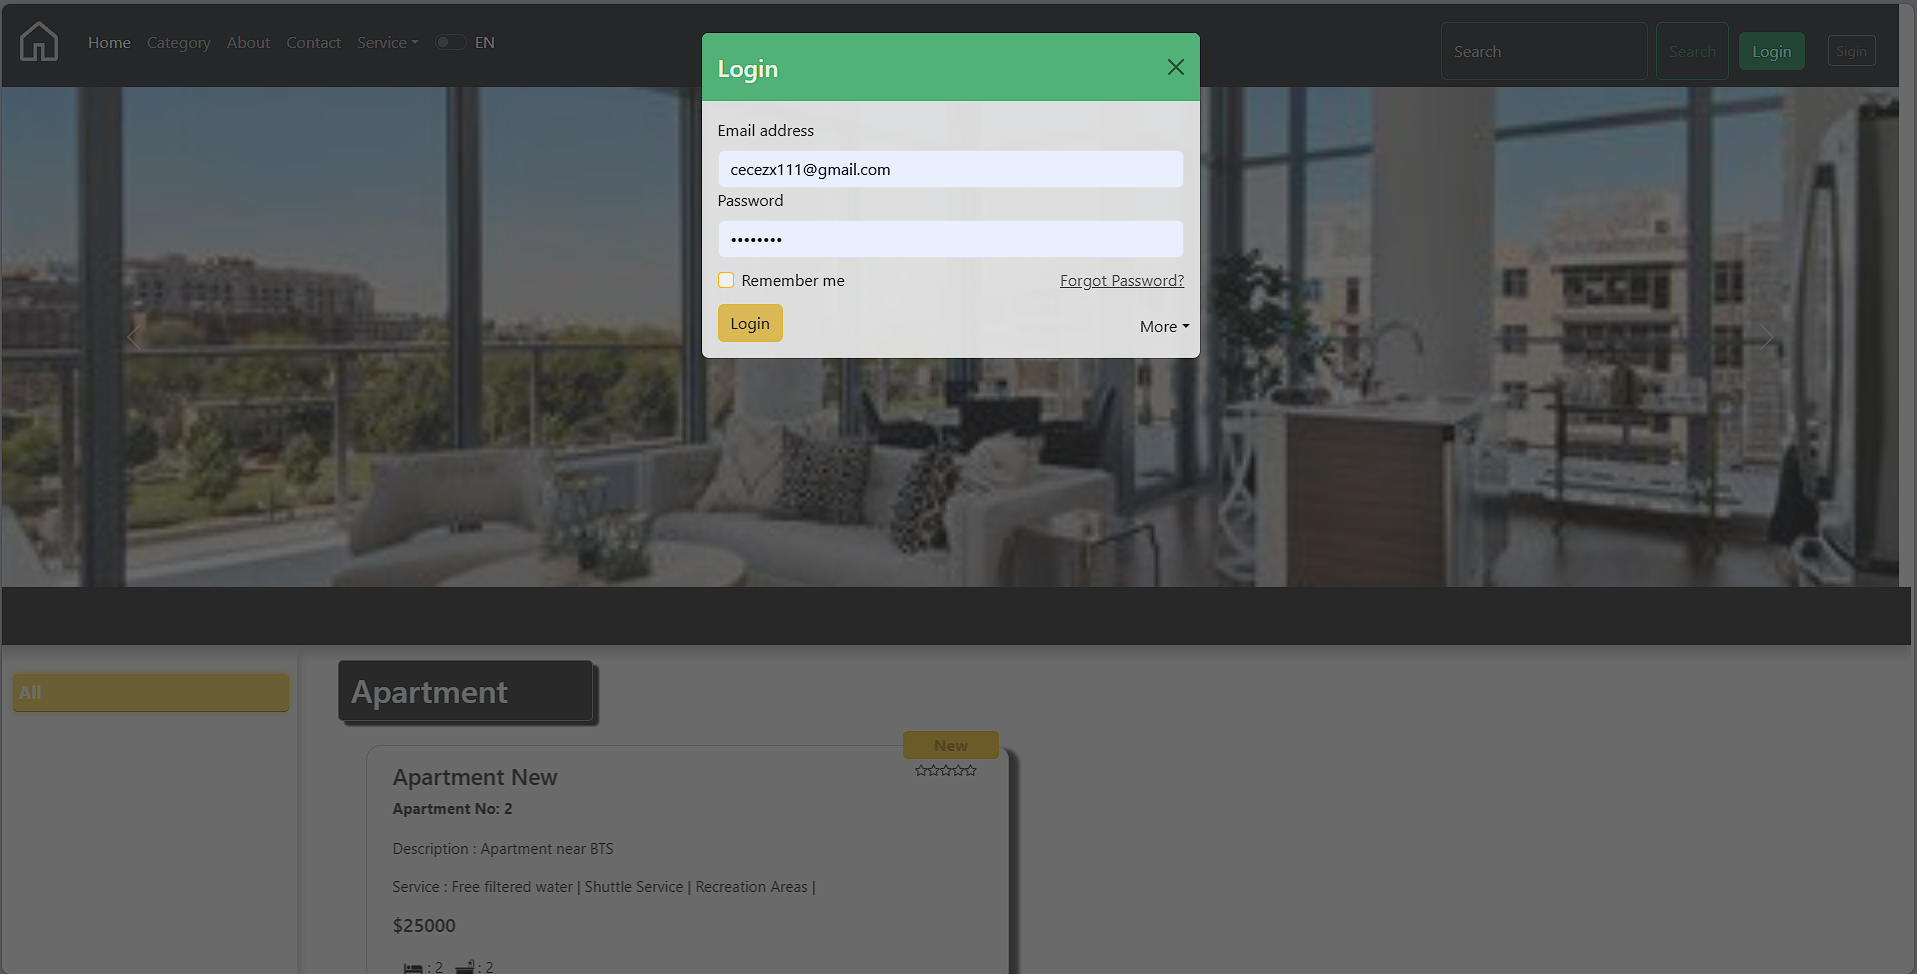 Home Category About Contact Service EN Search Search Login Sigin
Login
Email address
cecezx111@gmail.com
Password
••••••••
Remember me Forgot Password?
Login More
All
Apartment
New
Apartment New
Apartment No: 2
Description : Apartment near BTS
Service : Free filtered water | Shuttle Service | Recreation Areas |
$25000
: 2 : 2